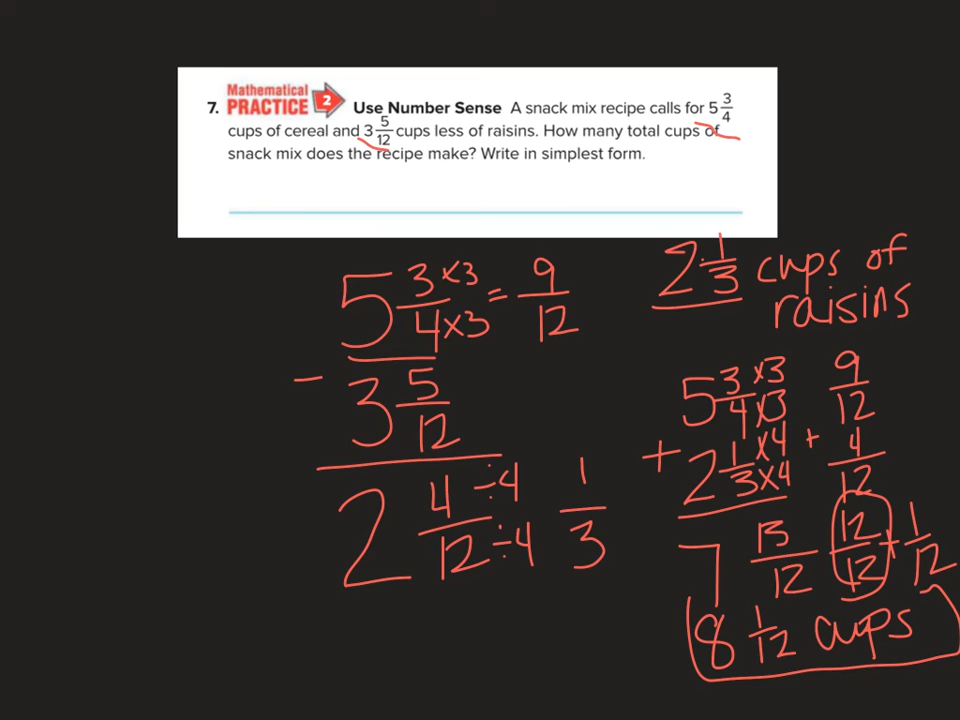 Mathematical
PRACTICE 2
7. Use Number Sense A snack mix recipe calls for 5 3/4
cups of cereal and 3 5/12 cups less of raisins. How many total cups of
snack mix does the recipe make? Write in simplest form.
5 3/4 ×3 ×3 = 9/12
- 3 5/12
2 4/12 ÷4 ÷4 1/3
2 1/3 cups of
raisins
5 3/4 ×3 ×3 9/12
+ 2 1/3 ×4 ×4 + 4/12
7 13/12 12/12 + 1/12
8 1/12 cups